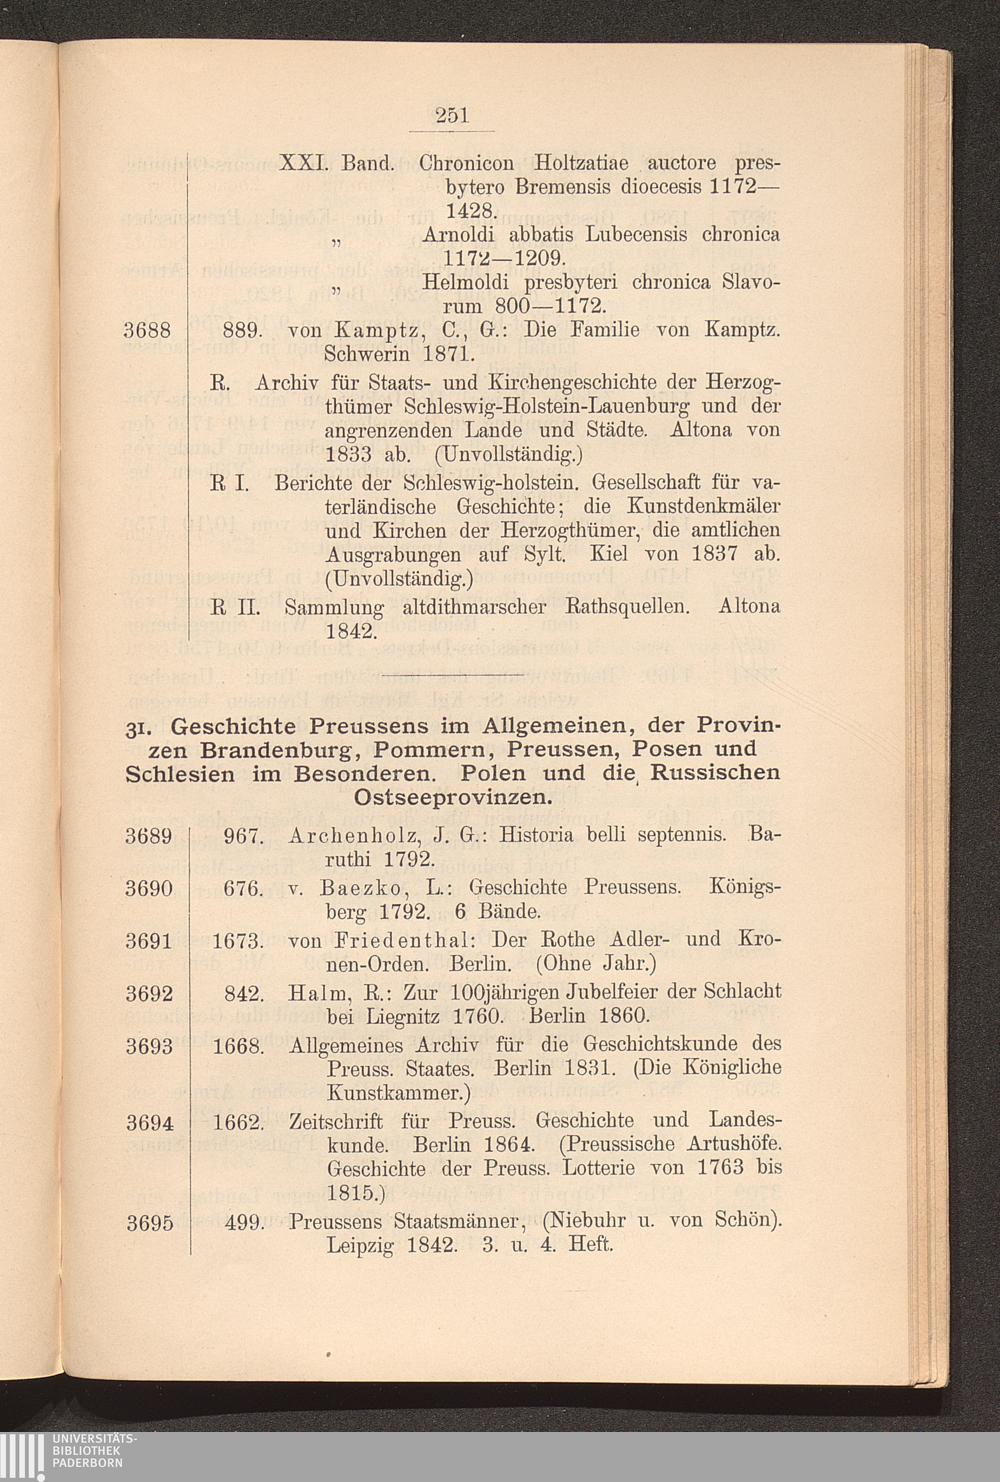 251
XXI. Band. Chronicon Holtzatiae auctore pres-
bytero Bremensis dioecesis 1172—
1428.
„ Arnoldi abbatis Lubecensis chronica
1172—1209.
„ Helmoldi presbyteri chronica Slavo-
rum 800—1172.
3688 889. von Kamptz, C., G.: Die Familie von Kamptz.
Schwerin 1871.
R. Archiv für Staats- und Kirchengeschichte der Herzog-
thümer Schleswig-Holstein-Lauenburg und der
angrenzenden Lande und Städte. Altona von
1833 ab. (Unvollständig.)
R I. Berichte der Schleswig-holstein. Gesellschaft für va-
terländische Geschichte; die Kunstdenkmäler
und Kirchen der Herzogthümer, die amtlichen
Ausgrabungen auf Sylt. Kiel von 1837 ab.
(Unvollständig.)
R II. Sammlung altdithmarscher Rathsquellen. Altona
1842.
31. Geschichte Preussens im Allgemeinen, der Provin-
zen Brandenburg, Pommern, Preussen, Posen und
Schlesien im Besonderen. Polen und die Russischen
Ostseeprovinzen.
3689 967. Archenholz, J. G.: Historia belli septennis. Ba-
ruthi 1792.
3690 676. v. Baezko, L.: Geschichte Preussens. Königs-
berg 1792. 6 Bände.
3691 1673. von Friedenthal: Der Rothe Adler- und Kro-
nen-Orden. Berlin. (Ohne Jahr.)
3692 842. Halm, R.: Zur 100jährigen Jubelfeier der Schlacht
bei Liegnitz 1760. Berlin 1860.
3693 1668. Allgemeines Archiv für die Geschichtskunde des
Preuss. Staates. Berlin 1831. (Die Königliche
Kunstkammer.)
3694 1662. Zeitschrift für Preuss. Geschichte und Landes-
kunde. Berlin 1864. (Preussische Artushöfe.
Geschichte der Preuss. Lotterie von 1763 bis
1815.)
3695 499. Preussens Staatsmänner, (Niebuhr u. von Schön).
Leipzig 1842. 3. u. 4. Heft.
UNIVERSITÄTS-
BIBLIOTHEK
PADERBORN